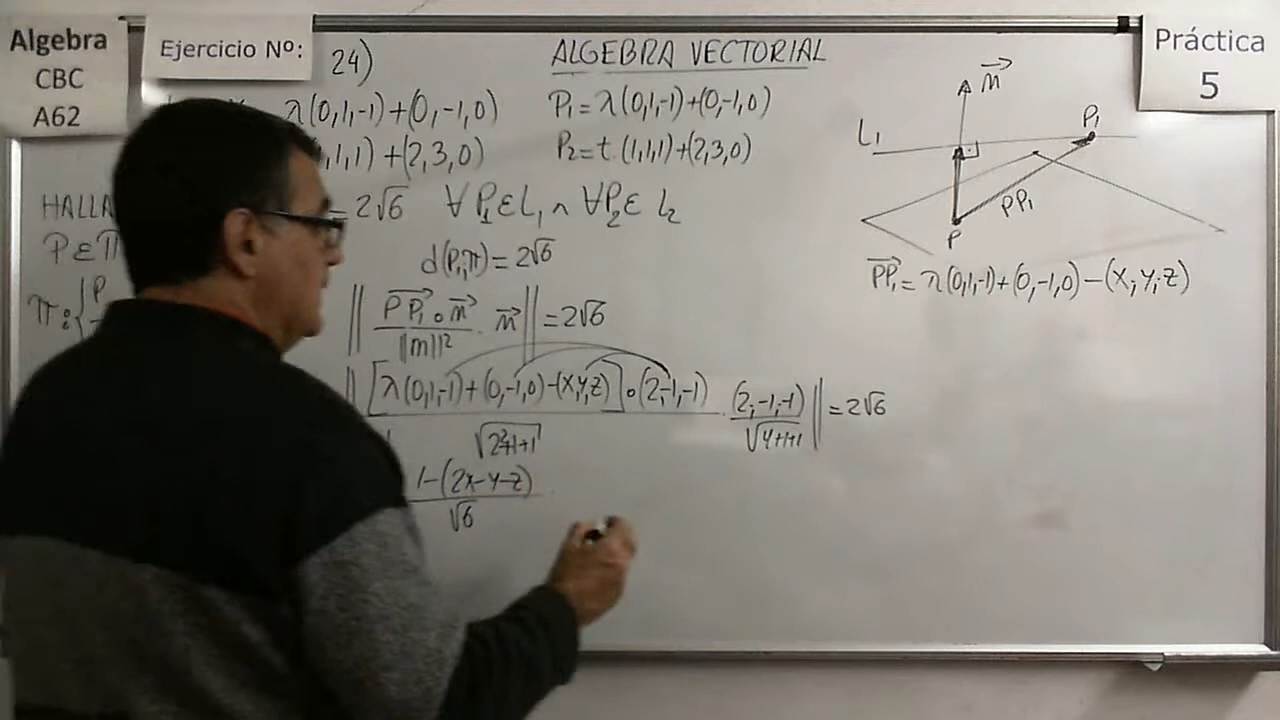 Algebra
CBC
A62
Ejercicio Nº:
24)
ALGEBRA VECTORIAL
Práctica
5
λ(0,1,-1)+(0,-1,0)
P₁=λ(0,1,-1)+(0,-1,0)
,1,1)+(2,3,0)
P₂=t.(1,1,1)+(2,3,0)
HALLA
=2√6 ∀P₁∈L₁ ∧ ∀P₂∈ L₂
P∈π
d(P₁,π)=2√6
π:{P
‖ PP₁∘n / ‖n‖² . n ‖=2√6
‖ [λ(0,1,-1)+(0,-1,0)-(x,y,z)]∘(2,-1,-1) / √2²+1+1 . (2,-1,-1) / √4+1+1 ‖=2√6
1-(2x-y-z) / √6
n
L₁
P₁
PP₁
P
PP₁=λ(0,1,-1)+(0,-1,0)-(x,y,z)